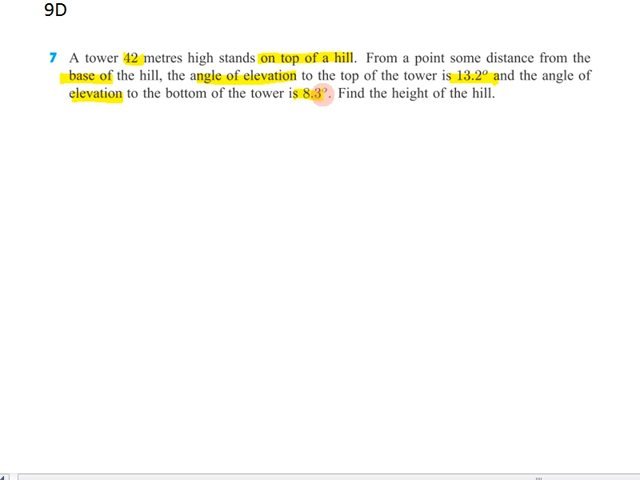 9D
7 A tower 42 metres high stands on top of a hill. From a point some distance from the
base of the hill, the angle of elevation to the top of the tower is 13.2° and the angle of
elevation to the bottom of the tower is 8.3°. Find the height of the hill.